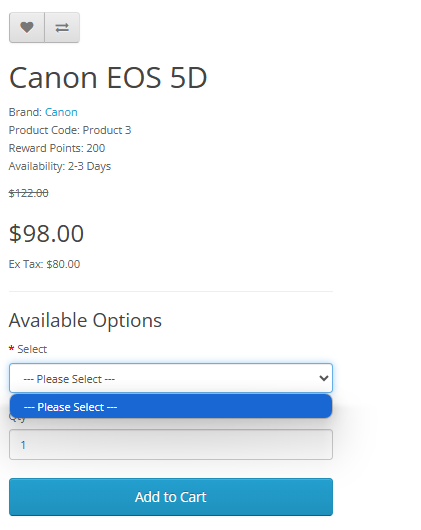 Canon EOS 5D
Brand: Canon
Product Code: Product 3
Reward Points: 200
Availability: 2-3 Days
$122.00
$98.00
Ex Tax: $80.00
Available Options
* Select
--- Please Select ---
--- Please Select ---
Qty
1
Add to Cart